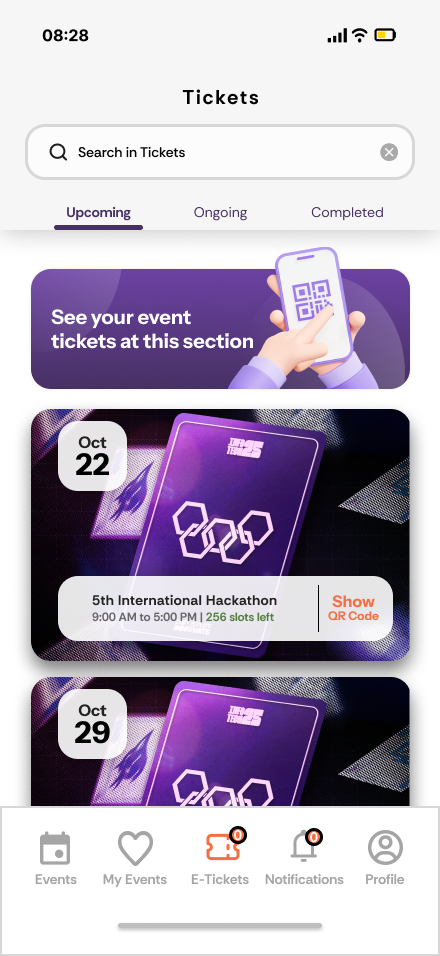 08:28
Tickets
Search in Tickets
Upcoming
Ongoing
Completed
See your event
tickets at this section
Oct
22
5th International Hackathon
9:00 AM to 5:00 PM | 256 slots left
Show
QR Code
Oct
29
0
0
Events
My Events
E-Tickets
Notifications
Profile